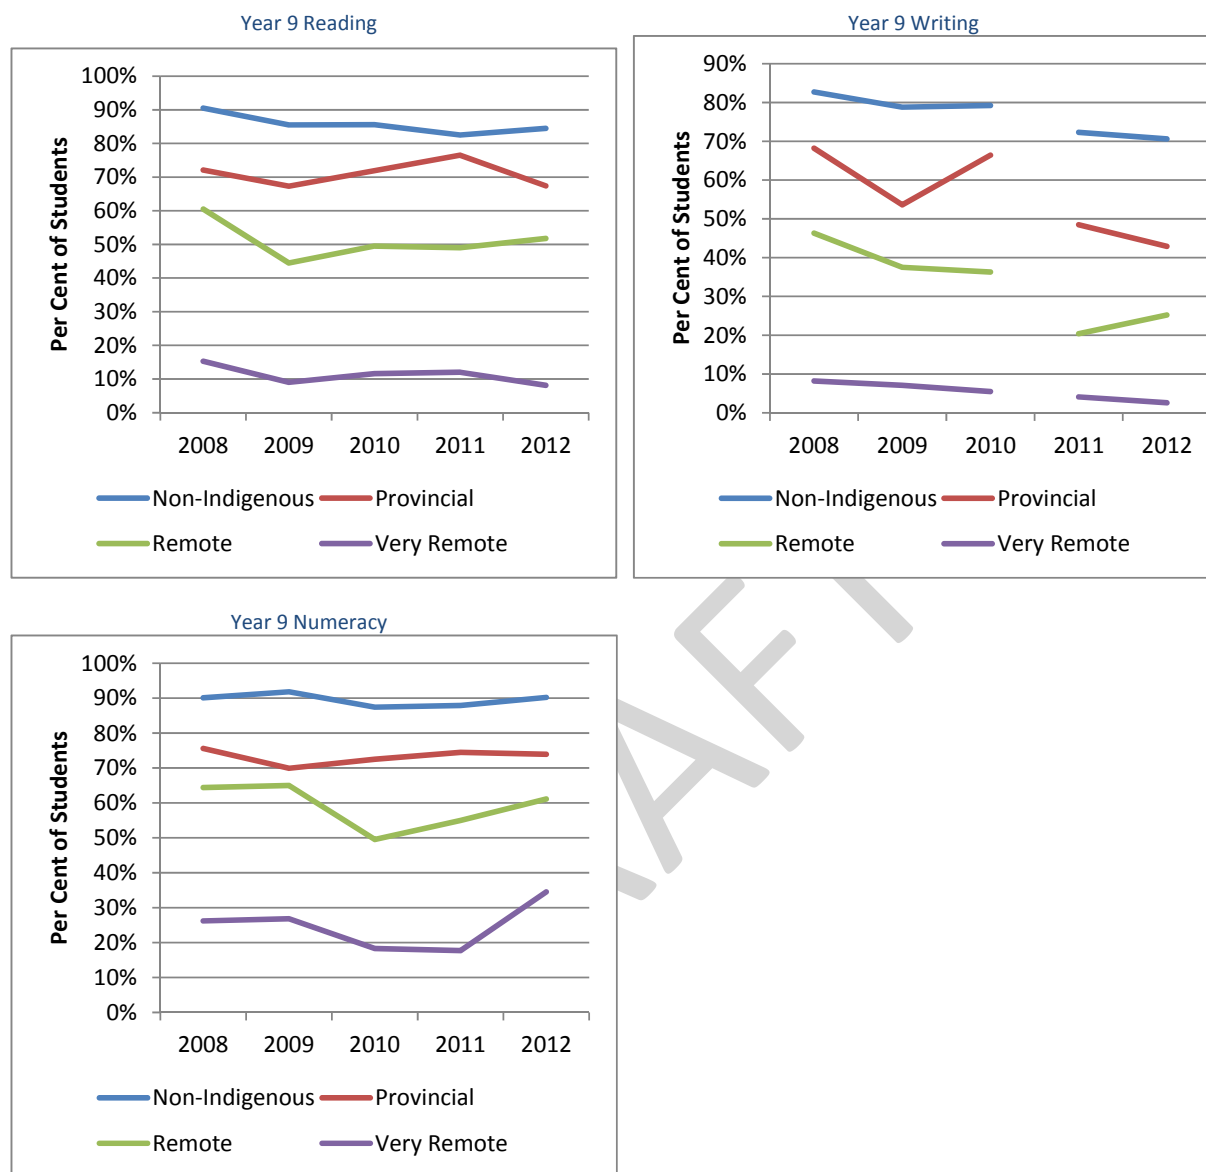 Year 9 Reading
Per Cent of Students
100%
90%
80%
70%
60%
50%
40%
30%
20%
10%
0%
2008 2009 2010 2011 2012
Non-Indigenous Provincial
Remote Very Remote
Year 9 Writing
Per Cent of Students
90%
80%
70%
60%
50%
40%
30%
20%
10%
0%
2008 2009 2010 2011 2012
Non-Indigenous Provincial
Remote Very Remote
Year 9 Numeracy
Per Cent of Students
100%
90%
80%
70%
60%
50%
40%
30%
20%
10%
0%
2008 2009 2010 2011 2012
Non-Indigenous Provincial
Remote Very Remote